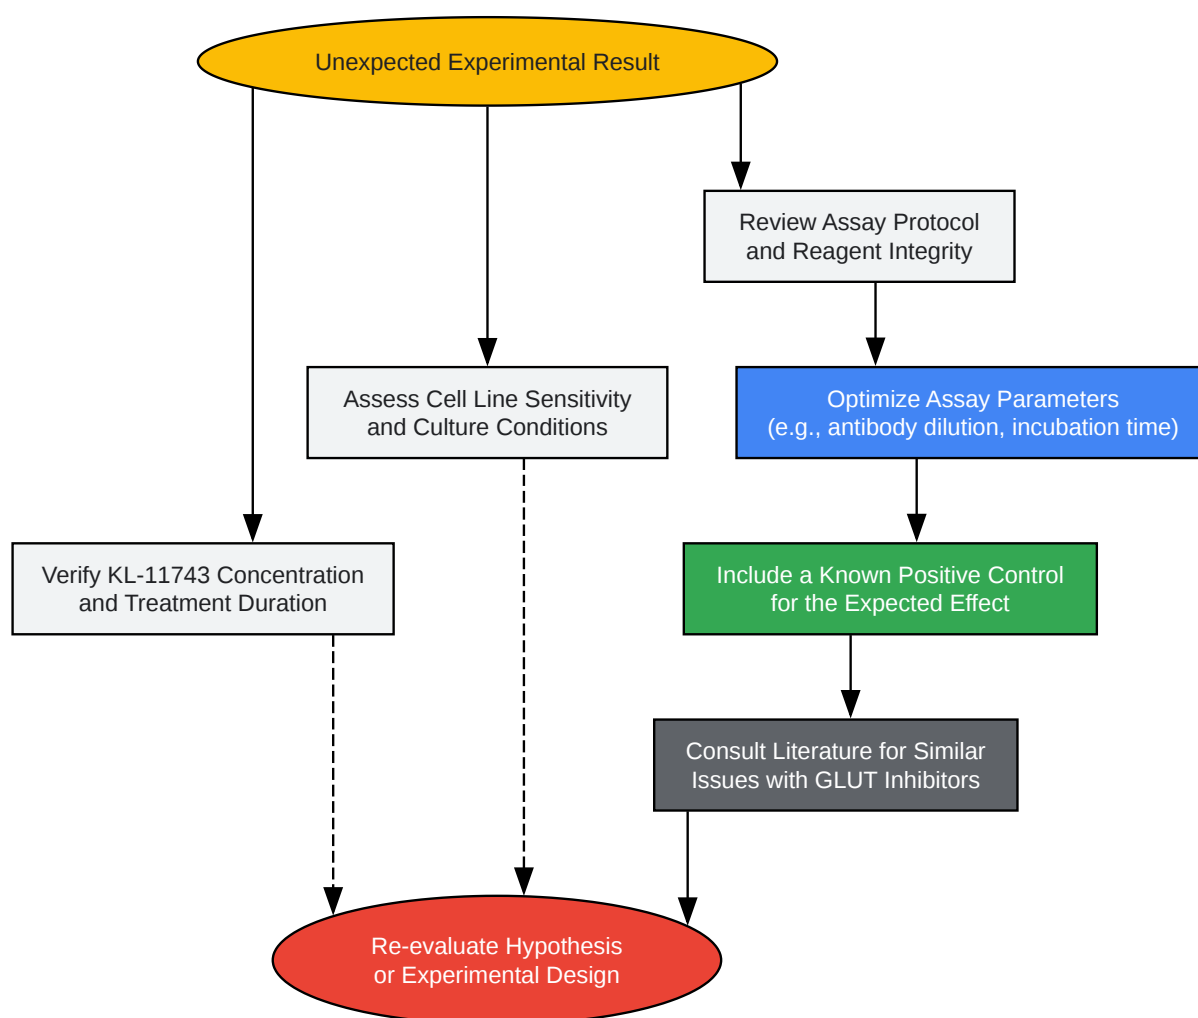 Unexpected Experimental Result
Review Assay Protocol
and Reagent Integrity
Assess Cell Line Sensitivity
and Culture Conditions
Optimize Assay Parameters
(e.g., antibody dilution, incubation time)
Verify KL-11743 Concentration
and Treatment Duration
Include a Known Positive Control
for the Expected Effect
Consult Literature for Similar
Issues with GLUT Inhibitors
Re-evaluate Hypothesis
or Experimental Design